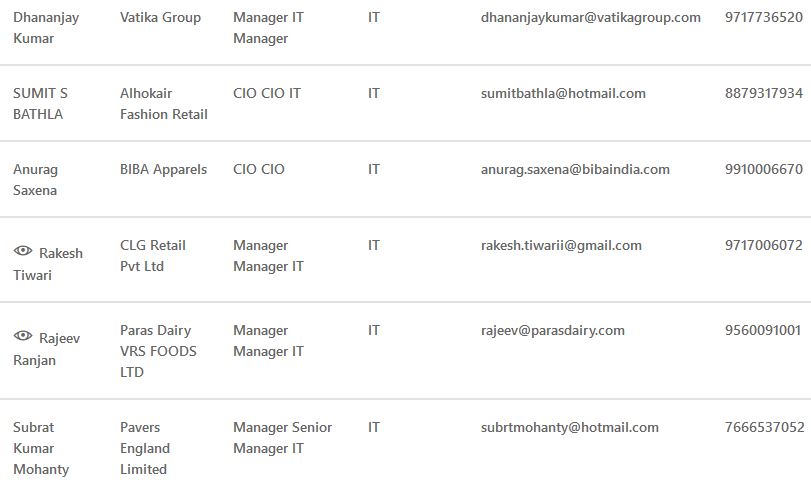 Dhananjay Vatika Group Manager IT IT dhananjaykumar@vatikagroup.com 9717736520
Kumar Manager
SUMIT S Alhokair CIO CIO IT IT sumitbathla@hotmail.com 8879317934
BATHLA Fashion Retail
Anurag BIBA Apparels CIO CIO IT anurag.saxena@bibaindia.com 9910006670
Saxena
Rakesh CLG Retail Manager IT rakesh.tiwarii@gmail.com 9717006072
Tiwari Pvt Ltd Manager IT
Rajeev Paras Dairy Manager IT rajeev@parasdairy.com 9560091001
Ranjan VRS FOODS Manager IT
LTD
Subrat Pavers Manager Senior IT subrtmohanty@hotmail.com 7666537052
Kumar England Manager IT
Mohanty Limited